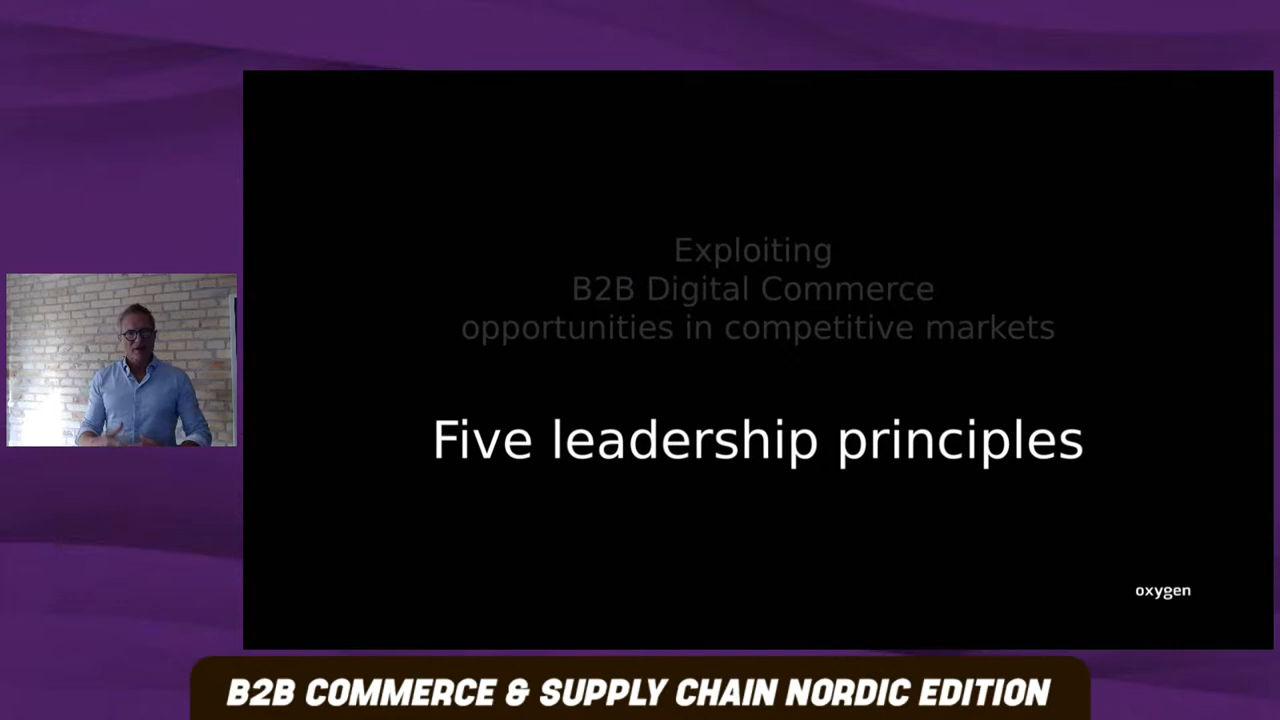 Exploiting
B2B Digital Commerce
opportunities in competitive markets
Five leadership principles
oxygen
B2B COMMERCE & SUPPLY CHAIN NORDIC EDITION